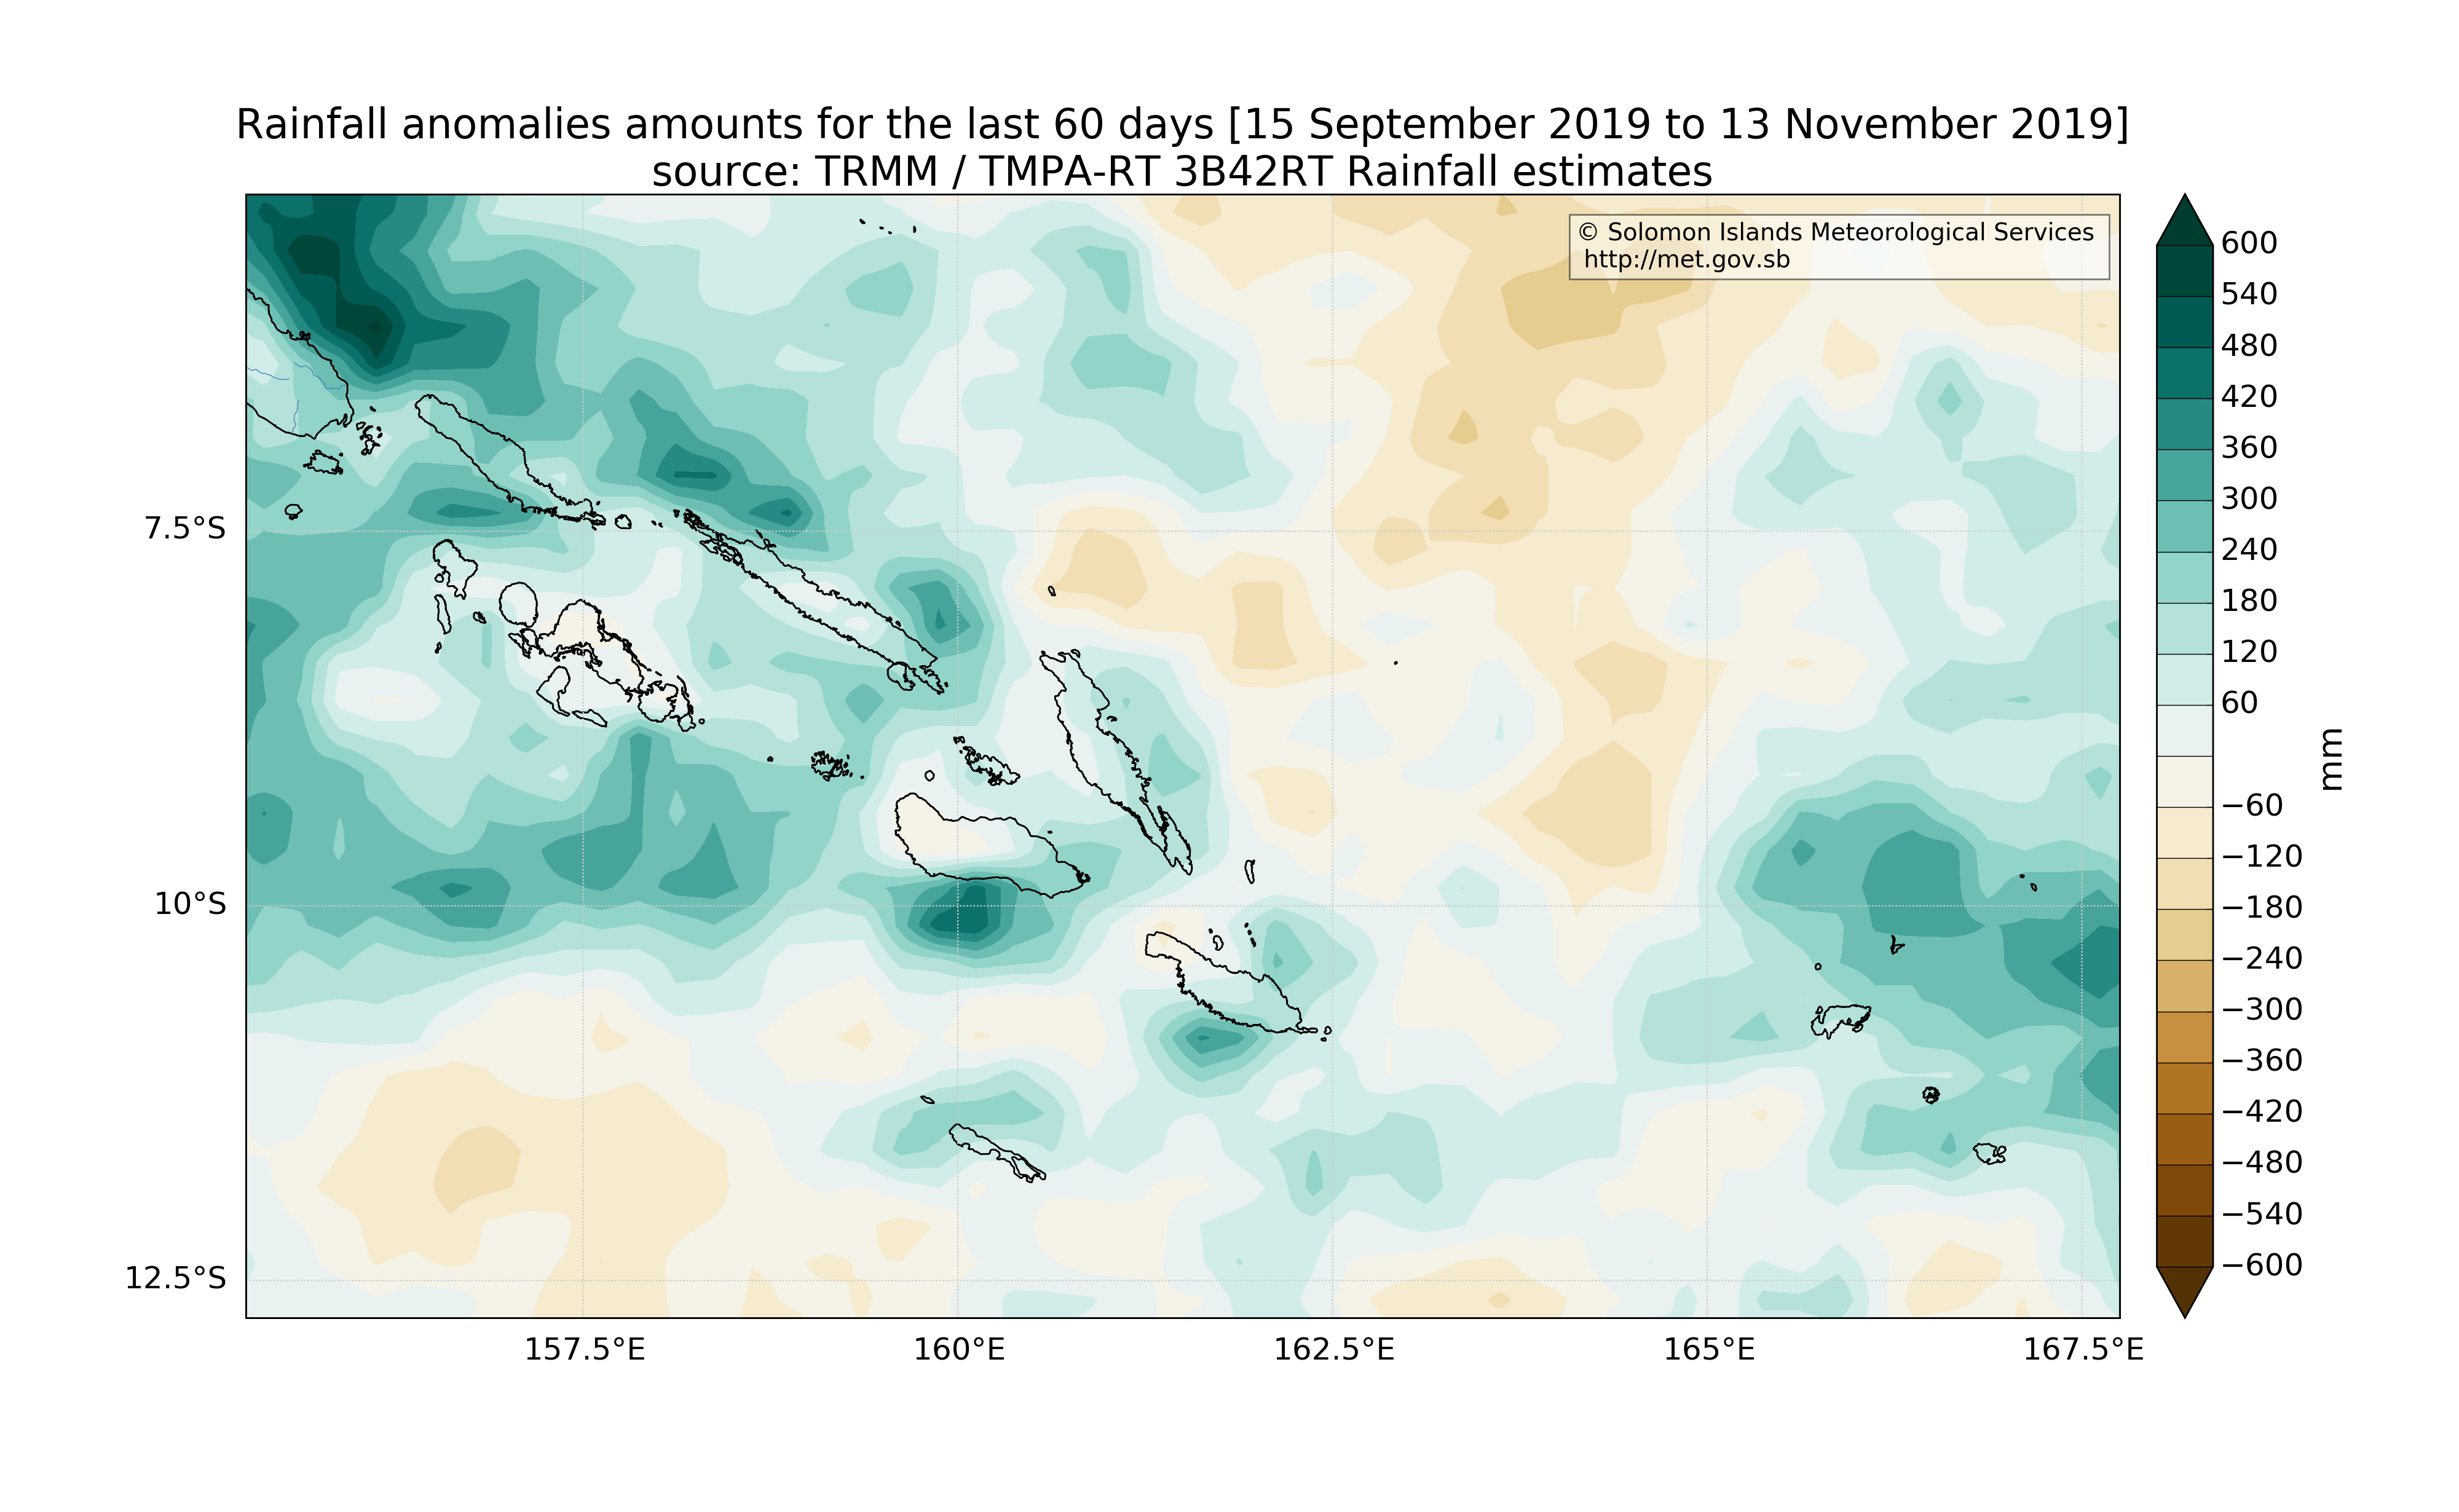 Rainfall anomalies amounts for the last 60 days [15 September 2019 to 13 November 2019]
source: TRMM / TMPA-RT 3B42RT Rainfall estimates
© Solomon Islands Meteorological Services
http://met.gov.sb
7.5°S
10°S
12.5°S
157.5°E
160°E
162.5°E
165°E
167.5°E
600
540
480
420
360
300
240
180
120
60
−60
−120
−180
−240
−300
−360
−420
−480
−540
−600
mm